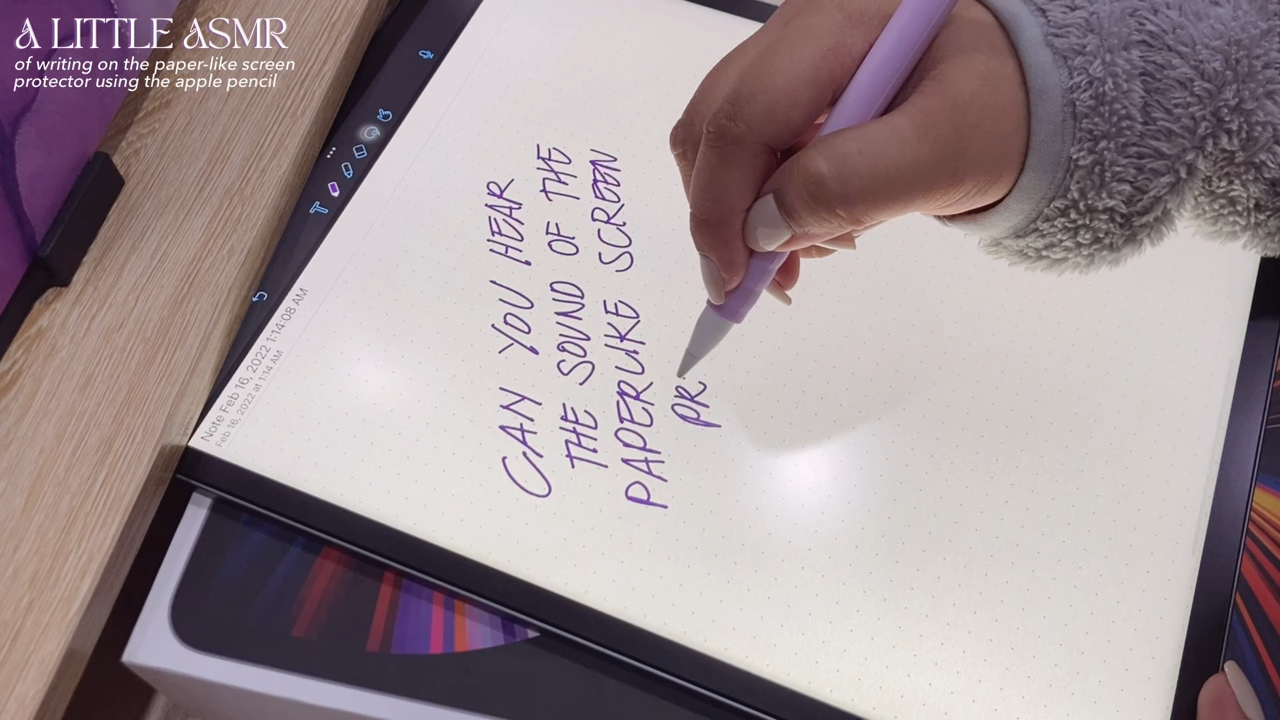 A LITTLE ASMR
of writing on the paper-like screen
protector using the apple pencil
Note Feb 16, 2022 1:14:08 AM
Feb 16, 2022 at 1:14 AM
CAN YOU HEAR
THE SOUND OF THE
PAPERLIKE SCREEN
PR